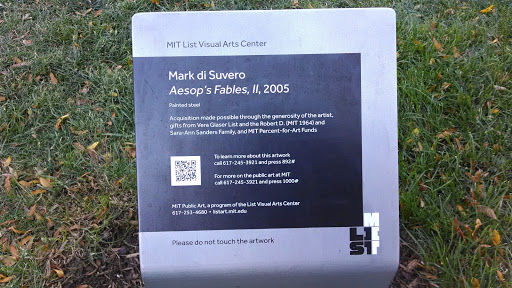 MIT List Visual Arts Center
Mark di Suvero
Aesop's Fables, II, 2005
Painted steel
Acquisition made possible through the generosity of the artist,
gifts from Vera Glaser List and the Robert D. (MIT 1964) and
Sara-Ann Sanders Family, and MIT Percent-for-Art Funds
To learn more about this artwork
call 617-245-3921 and press 892#
For more on the public art at MIT
call 617-245-3921 and press 1000#
MIT Public Art, a program of the List Visual Arts Center
617-253-4680 • listart.mit.edu
Please do not touch the artwork
MIT
LIST